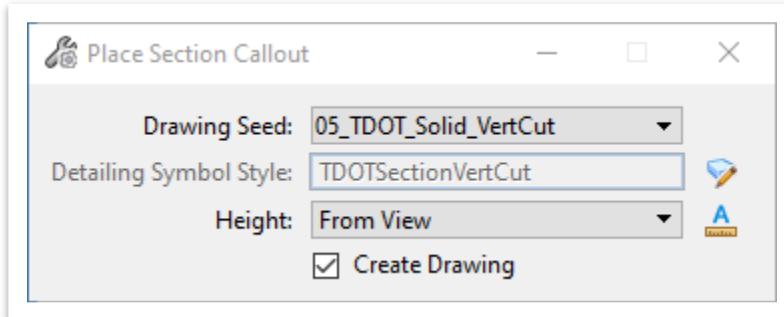 Place Section Callout
Drawing Seed: 05_TDOT_Solid_VertCut
Detailing Symbol Style: TDOTSectionVertCut
Height: From View
Create Drawing